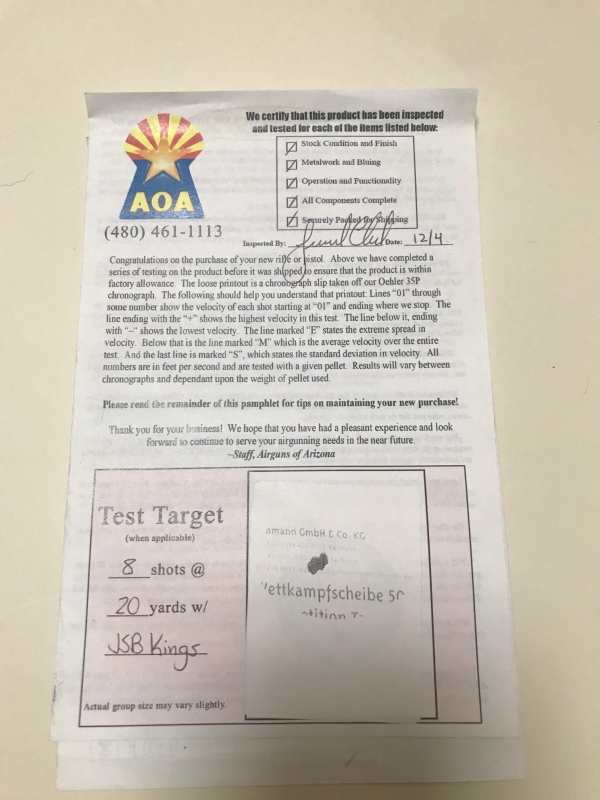 We certify that this product has been inspected
and tested for each of the items listed below:
Stock Condition and Finish
Metalwork and Bluing
Operation and Functionality
All Components Complete
Securely Packed for Shipping
AOA
(480) 461-1113
Inspected By: Date: 12/4
Congratulations on the purchase of your new rifle or pistol. Above we have completed a
series of testing on the product before it was shipped to ensure that the product is within
factory allowance. The loose printout is a chronograph slip taken off our Oehler 35P
chronograph. The following should help you understand that printout: Lines "01" through
some number show the velocity of each shot starting at "01" and ending where we stop. The
line ending with the "+" shows the highest velocity in this test. The line below it, ending
with "–" shows the lowest velocity. The line marked "E" states the extreme spread in
velocity. Below that is the line marked "M" which is the average velocity over the entire
test. And the last line is marked "S", which states the standard deviation in velocity. All
numbers are in feet per second and are tested with a given pellet. Results will vary between
chronographs and dependant upon the weight of pellet used.
Please read the remainder of this pamphlet for tips on maintaining your new purchase!
Thank you for your business! We hope that you have had a pleasant experience and look
forward to continue to serve your airgunning needs in the near future.
~Staff, Airguns of Arizona
Test Target
(when applicable)
8 shots @
20 yards w/
JSB Kings
Actual group size may vary slightly.
amann GmbH & Co. KG
Wettkampfscheibe 50